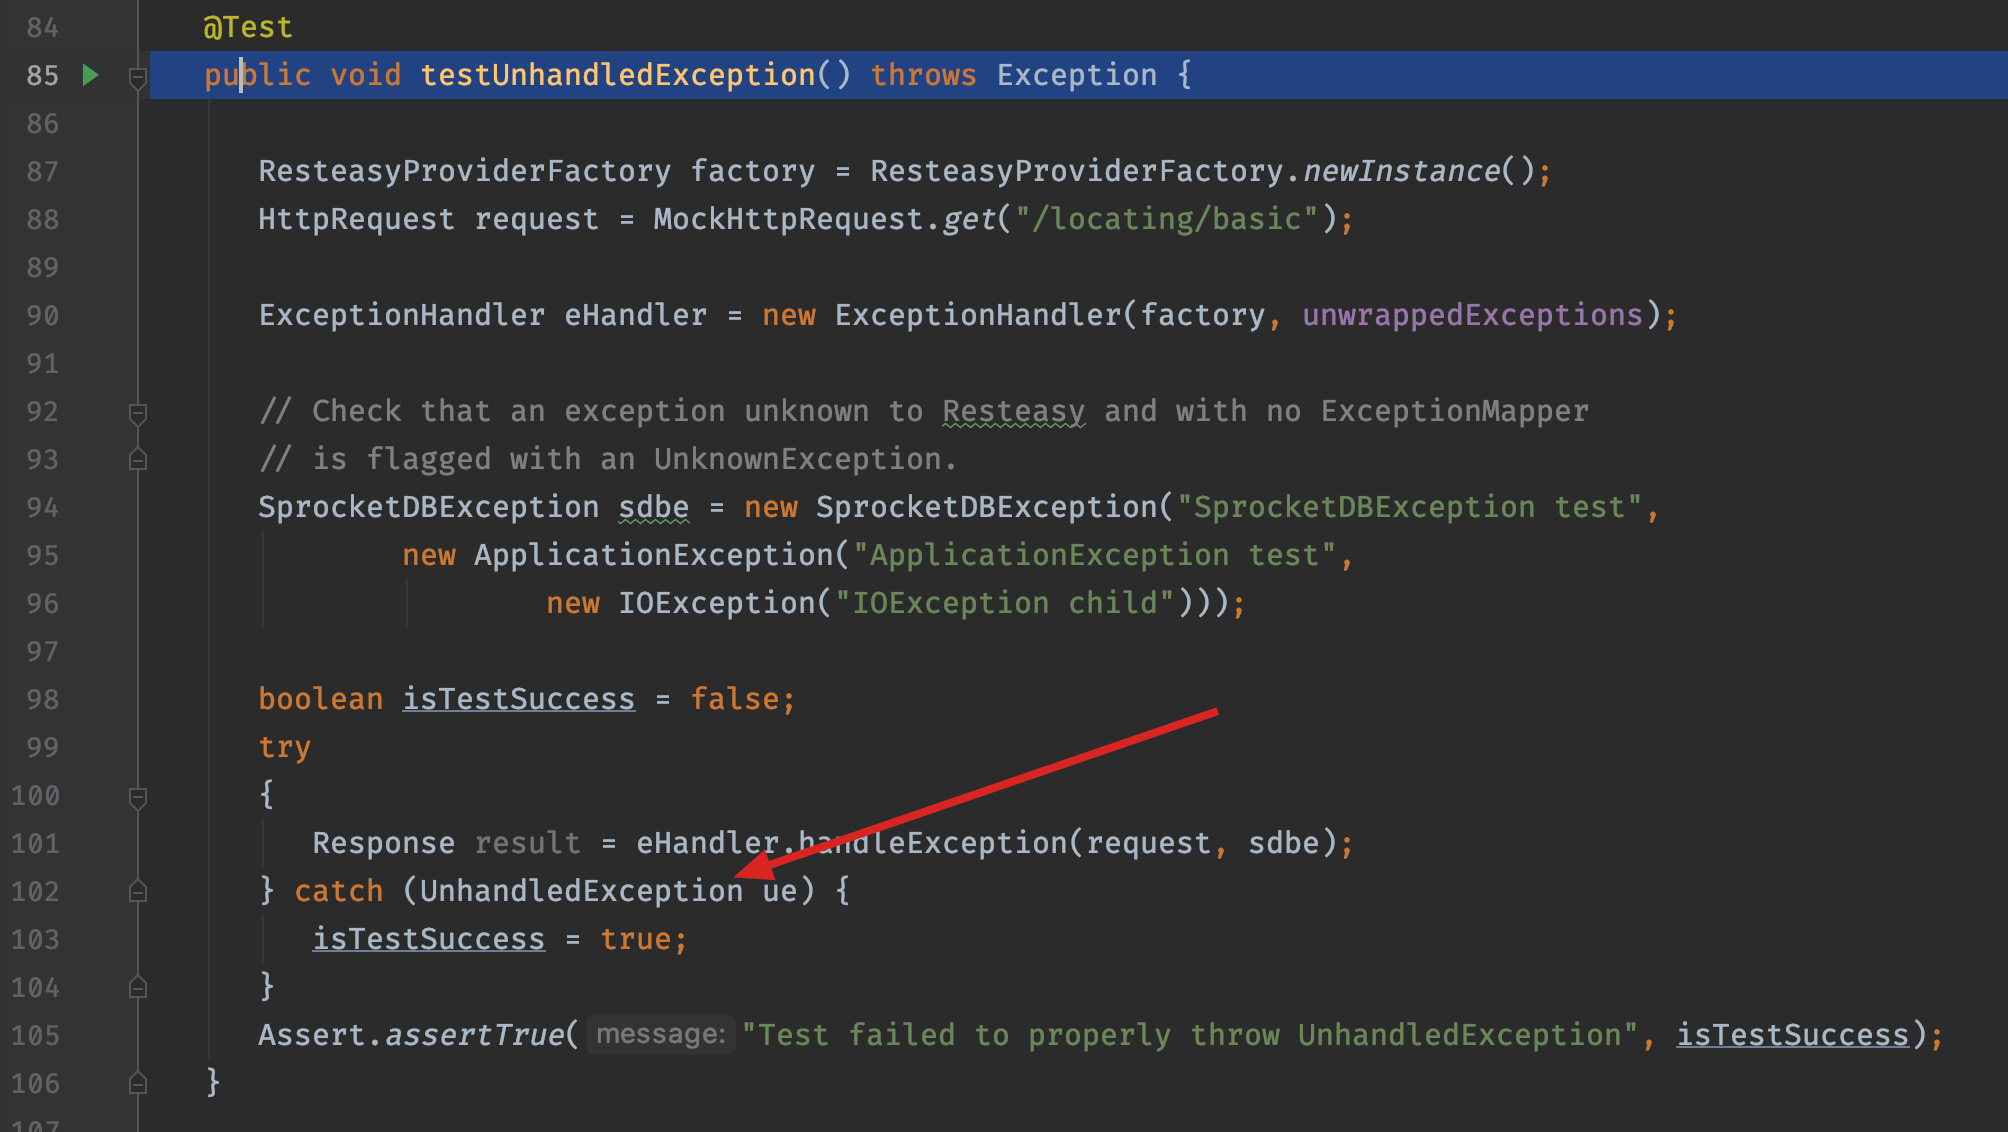 84 @Test
85 public void testUnhandledException() throws Exception {
86
87 ResteasyProviderFactory factory = ResteasyProviderFactory.newInstance();
88 HttpRequest request = MockHttpRequest.get("/locating/basic");
89
90 ExceptionHandler eHandler = new ExceptionHandler(factory, unwrappedExceptions);
91
92 // Check that an exception unknown to Resteasy and with no ExceptionMapper
93 // is flagged with an UnknownException.
94 SprocketDBException sdbe = new SprocketDBException("SprocketDBException test",
95 new ApplicationException("ApplicationException test",
96 new IOException("IOException child")));
97
98 boolean isTestSuccess = false;
99 try
100 {
101 Response result = eHandler.handleException(request, sdbe);
102 } catch (UnhandledException ue) {
103 isTestSuccess = true;
104 }
105 Assert.assertTrue( message: "Test failed to properly throw UnhandledException", isTestSuccess);
106 }
107